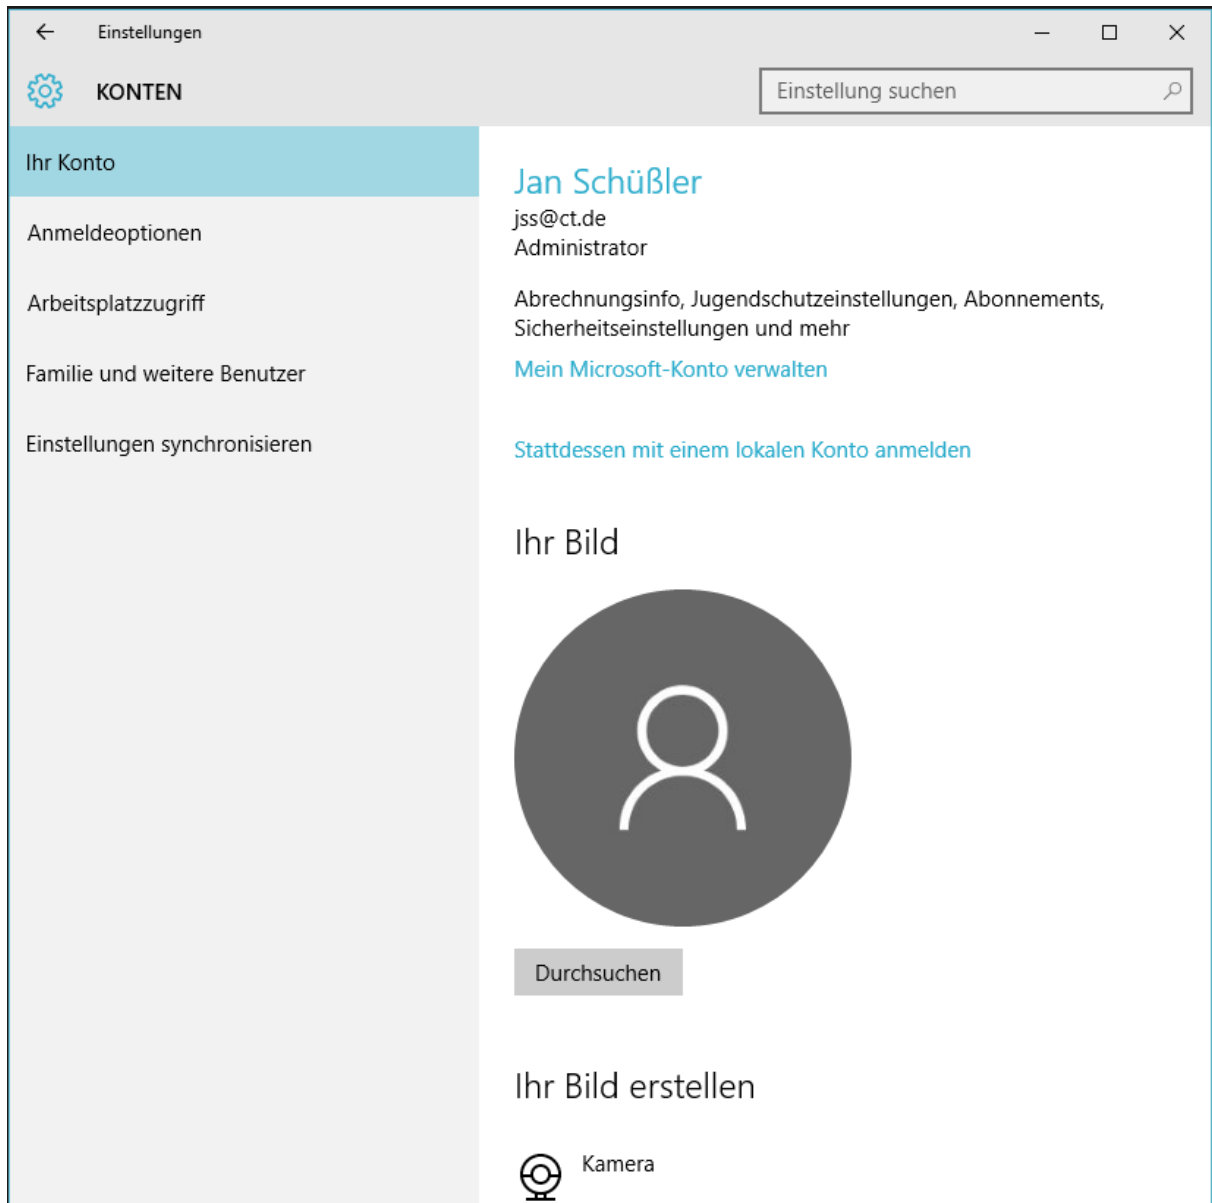 Einstellungen
KONTEN
Einstellung suchen
Ihr Konto
Anmeldeoptionen
Arbeitsplatzzugriff
Familie und weitere Benutzer
Einstellungen synchronisieren
Jan Schüßler
jss@ct.de
Administrator
Abrechnungsinfo, Jugendschutzeinstellungen, Abonnements,
Sicherheitseinstellungen und mehr
Mein Microsoft-Konto verwalten
Stattdessen mit einem lokalen Konto anmelden
Ihr Bild
Durchsuchen
Ihr Bild erstellen
Kamera